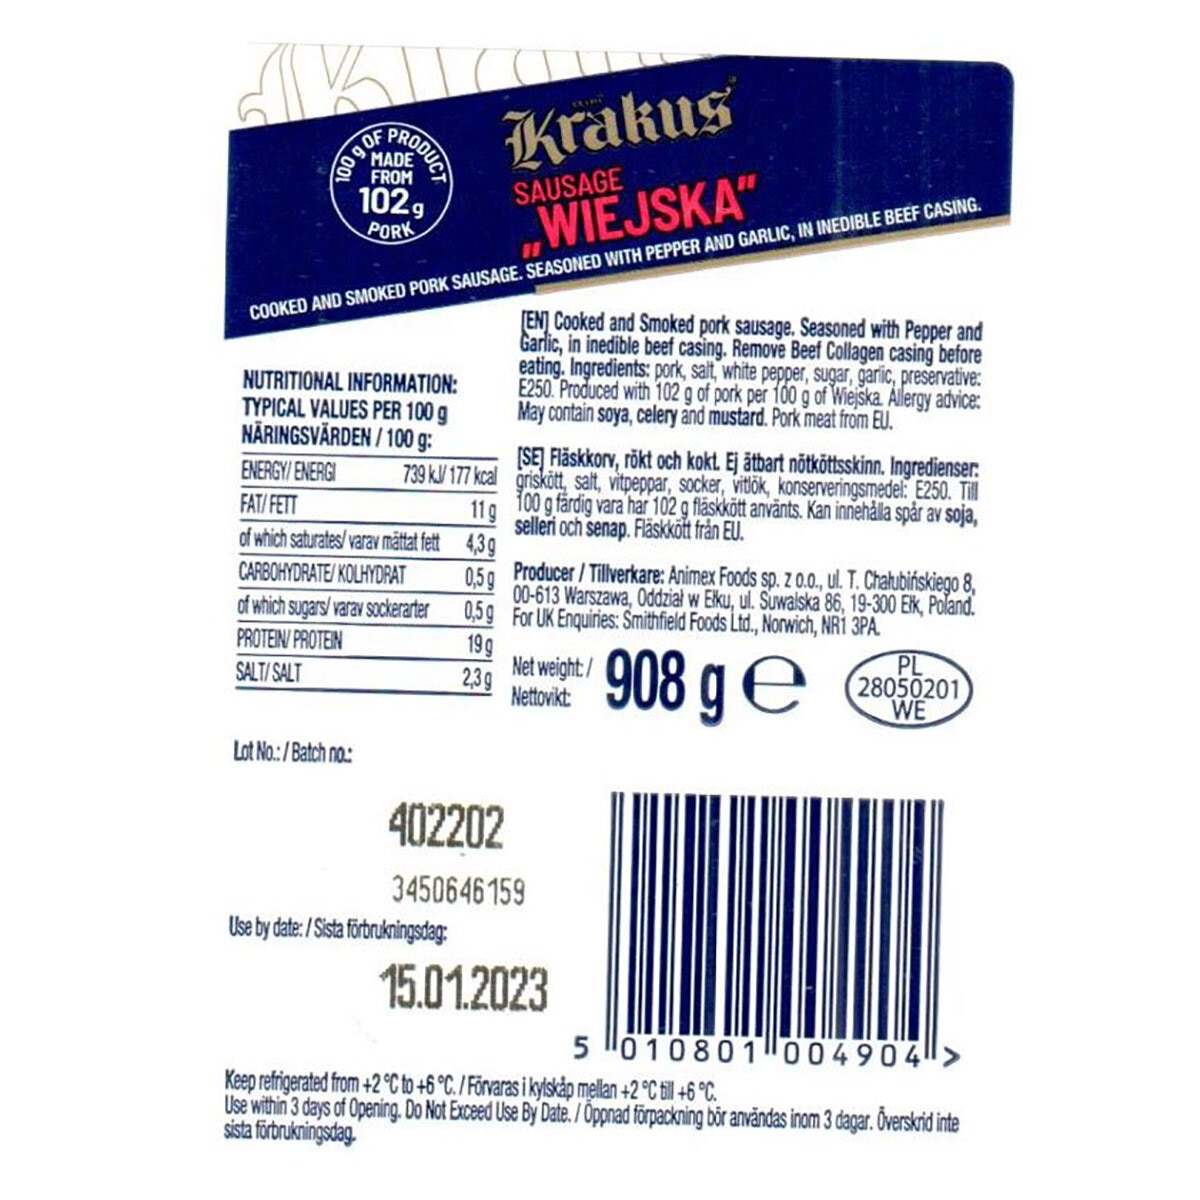 Krakus
100 g OF PRODUCT
MADE
FROM
102 g
PORK
Krakus
SAUSAGE
„WIEJSKA"
COOKED AND SMOKED PORK SAUSAGE. SEASONED WITH PEPPER AND GARLIC, IN INEDIBLE BEEF CASING.
NUTRITIONAL INFORMATION:
TYPICAL VALUES PER 100 g
NÄRINGSVÄRDEN / 100 g:
ENERGY/ ENERGI 739 kJ/ 177 kcal
FAT/ FETT 11 g
of which saturates/ varav mättat fett 4,3 g
CARBOHYDRATE/ KOLHYDRAT 0,5 g
of which sugars/ varav sockerarter 0,5 g
PROTEIN/ PROTEIN 19 g
SALT/ SALT 2,3 g
[EN] Cooked and Smoked pork sausage. Seasoned with Pepper and
Garlic, in inedible beef casing. Remove Beef Collagen casing before
eating. Ingredients: pork, salt, white pepper, sugar, garlic, preservative:
E250. Produced with 102 g of pork per 100 g of Wiejska. Allergy advice:
May contain soya, celery and mustard. Pork meat from EU.
[SE] Fläskkorv, rökt och kokt. Ej ätbart nötköttsskinn. Ingredienser:
griskött, salt, vitpeppar, socker, vitlök, konserveringsmedel: E250. Till
100 g färdig vara har 102 g fläskkött använts. Kan innehålla spår av soja,
selleri och senap. Fläskkött från EU.
Producer / Tillverkare: Animex Foods sp. z o.o., ul. T. Chałubińskiego 8,
00-613 Warszawa, Oddział w Ełku, ul. Suwalska 86, 19-300 Ełk, Poland.
For UK Enquiries: Smithfield Foods Ltd., Norwich, NR1 3PA.
Net weight: /
Nettovikt:
908 g e
PL
28050201
WE
Lot No.: / Batch no.:
402202
3450646159
Use by date: / Sista förbrukningsdag:
15.01.2023
5 010801 004904 >
Keep refrigerated from +2 °C to +6 °C. / Förvaras i kylskåp mellan +2 °C till +6 °C.
Use within 3 days of Opening. Do Not Exceed Use By Date. / Öppnad förpackning bör användas inom 3 dagar. Överskrid inte
sista förbrukningsdag.